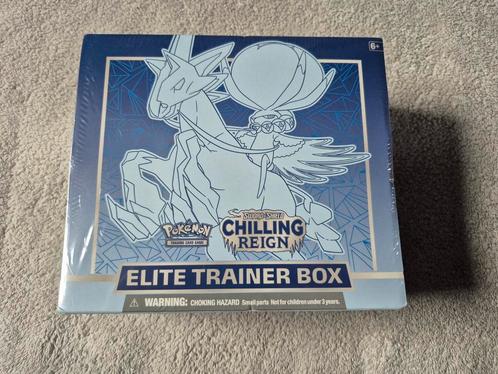 6+
POKÉMON
TRADING CARD GAME
SWORD & SHIELD
CHILLING
REIGN
ELITE TRAINER BOX
WARNING: CHOKING HAZARD Small parts Not for children under 3 years.